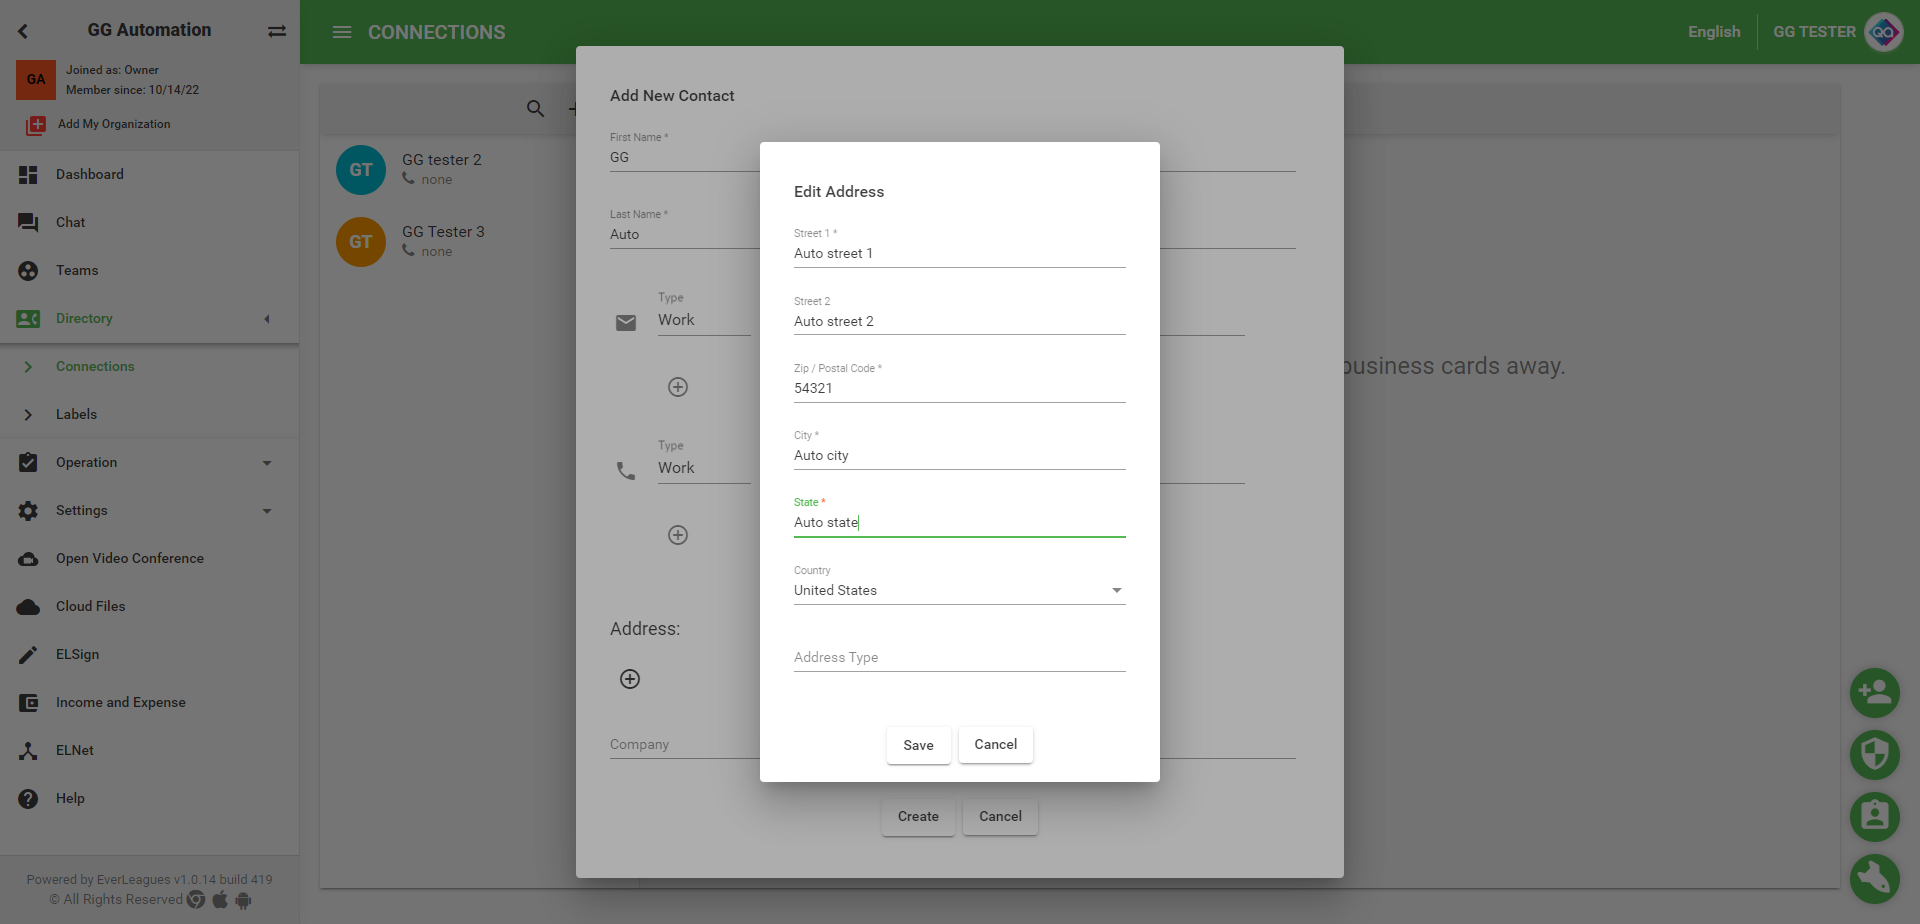 GG Automation
GA
Joined as: Owner
Member since: 10/14/22
Add My Organization
Dashboard
Chat
Teams
Directory
Connections
Labels
Operation
Settings
Open Video Conference
Cloud Files
ELSign
Income and Expense
ELNet
Help
Powered by EverLeagues v1.0.14 build 419
© All Rights Reserved
CONNECTIONS
English
GG TESTER
QA
GT
GG tester 2
none
GT
GG Tester 3
none
business cards away.
Add New Contact
First Name *
GG
Last Name *
Auto
Type
Work
Type
Work
Address:
Company
Create
Cancel
Edit Address
Street 1 *
Auto street 1
Street 2
Auto street 2
Zip / Postal Code *
54321
City *
Auto city
State *
Auto state
Country
United States
Address Type
Save
Cancel